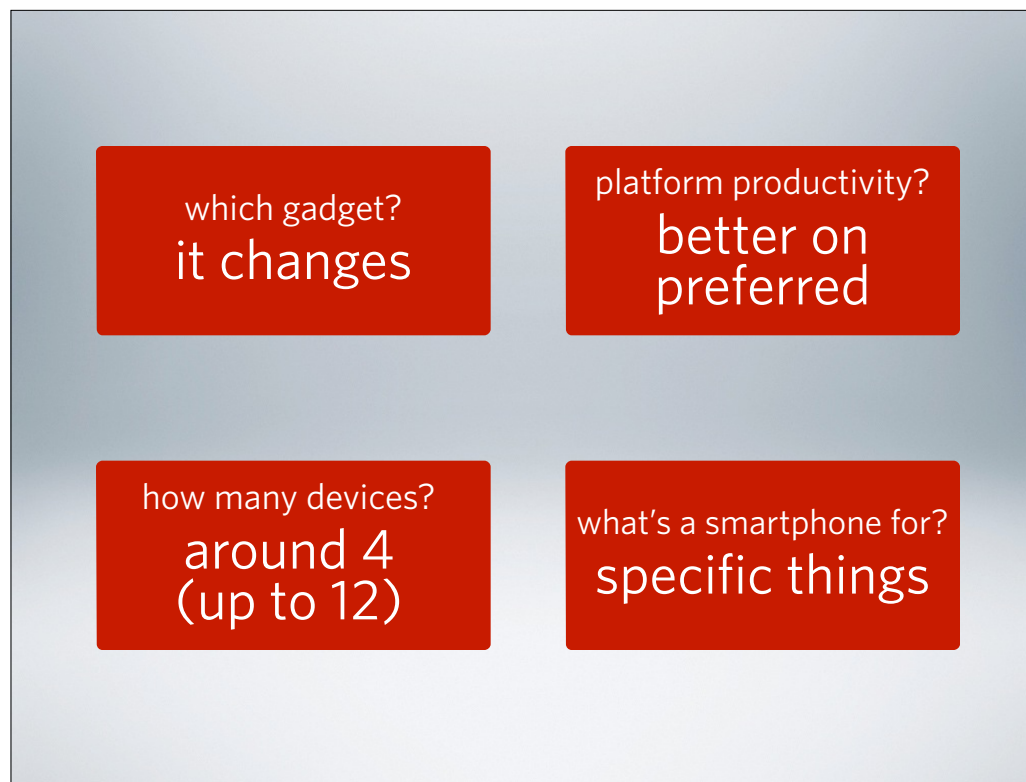 which gadget?
it changes
platform productivity?
better on
preferred
how many devices?
around 4
(up to 12)
what's a smartphone for?
specific things